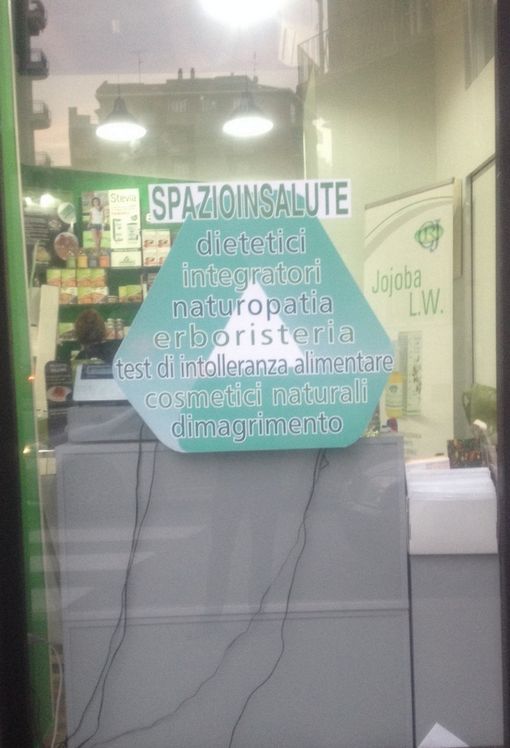 Stevia
SPAZIOINSALUTE
dietetici
integratori
naturopatia
erboristeria
test di intolleranza alimentare
cosmetici naturali
dimagrimento
Jojoba
L.W.